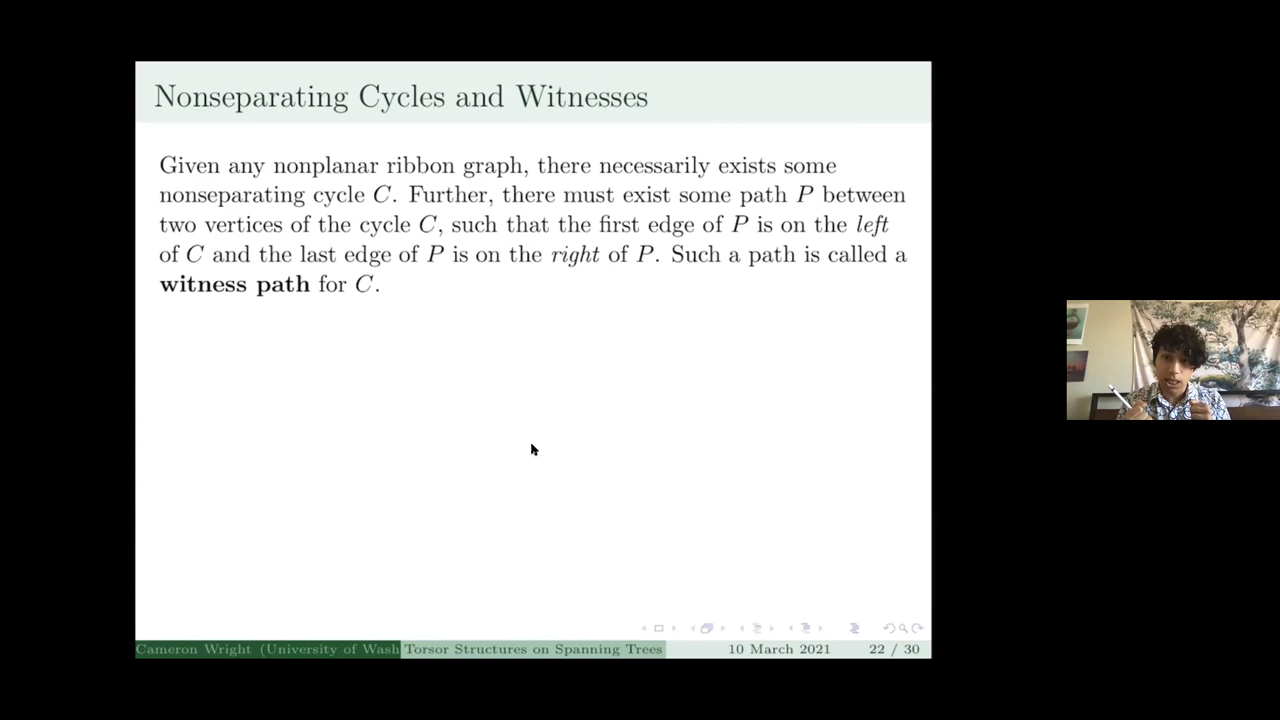 Nonseparating Cycles and Witnesses
Given any nonplanar ribbon graph, there necessarily exists some
nonseparating cycle C. Further, there must exist some path P between
two vertices of the cycle C, such that the first edge of P is on the left
of C and the last edge of P is on the right of P. Such a path is called a
witness path for C.
Cameron Wright (University of Wash Torsor Structures on Spanning Trees 10 March 2021 22 / 30